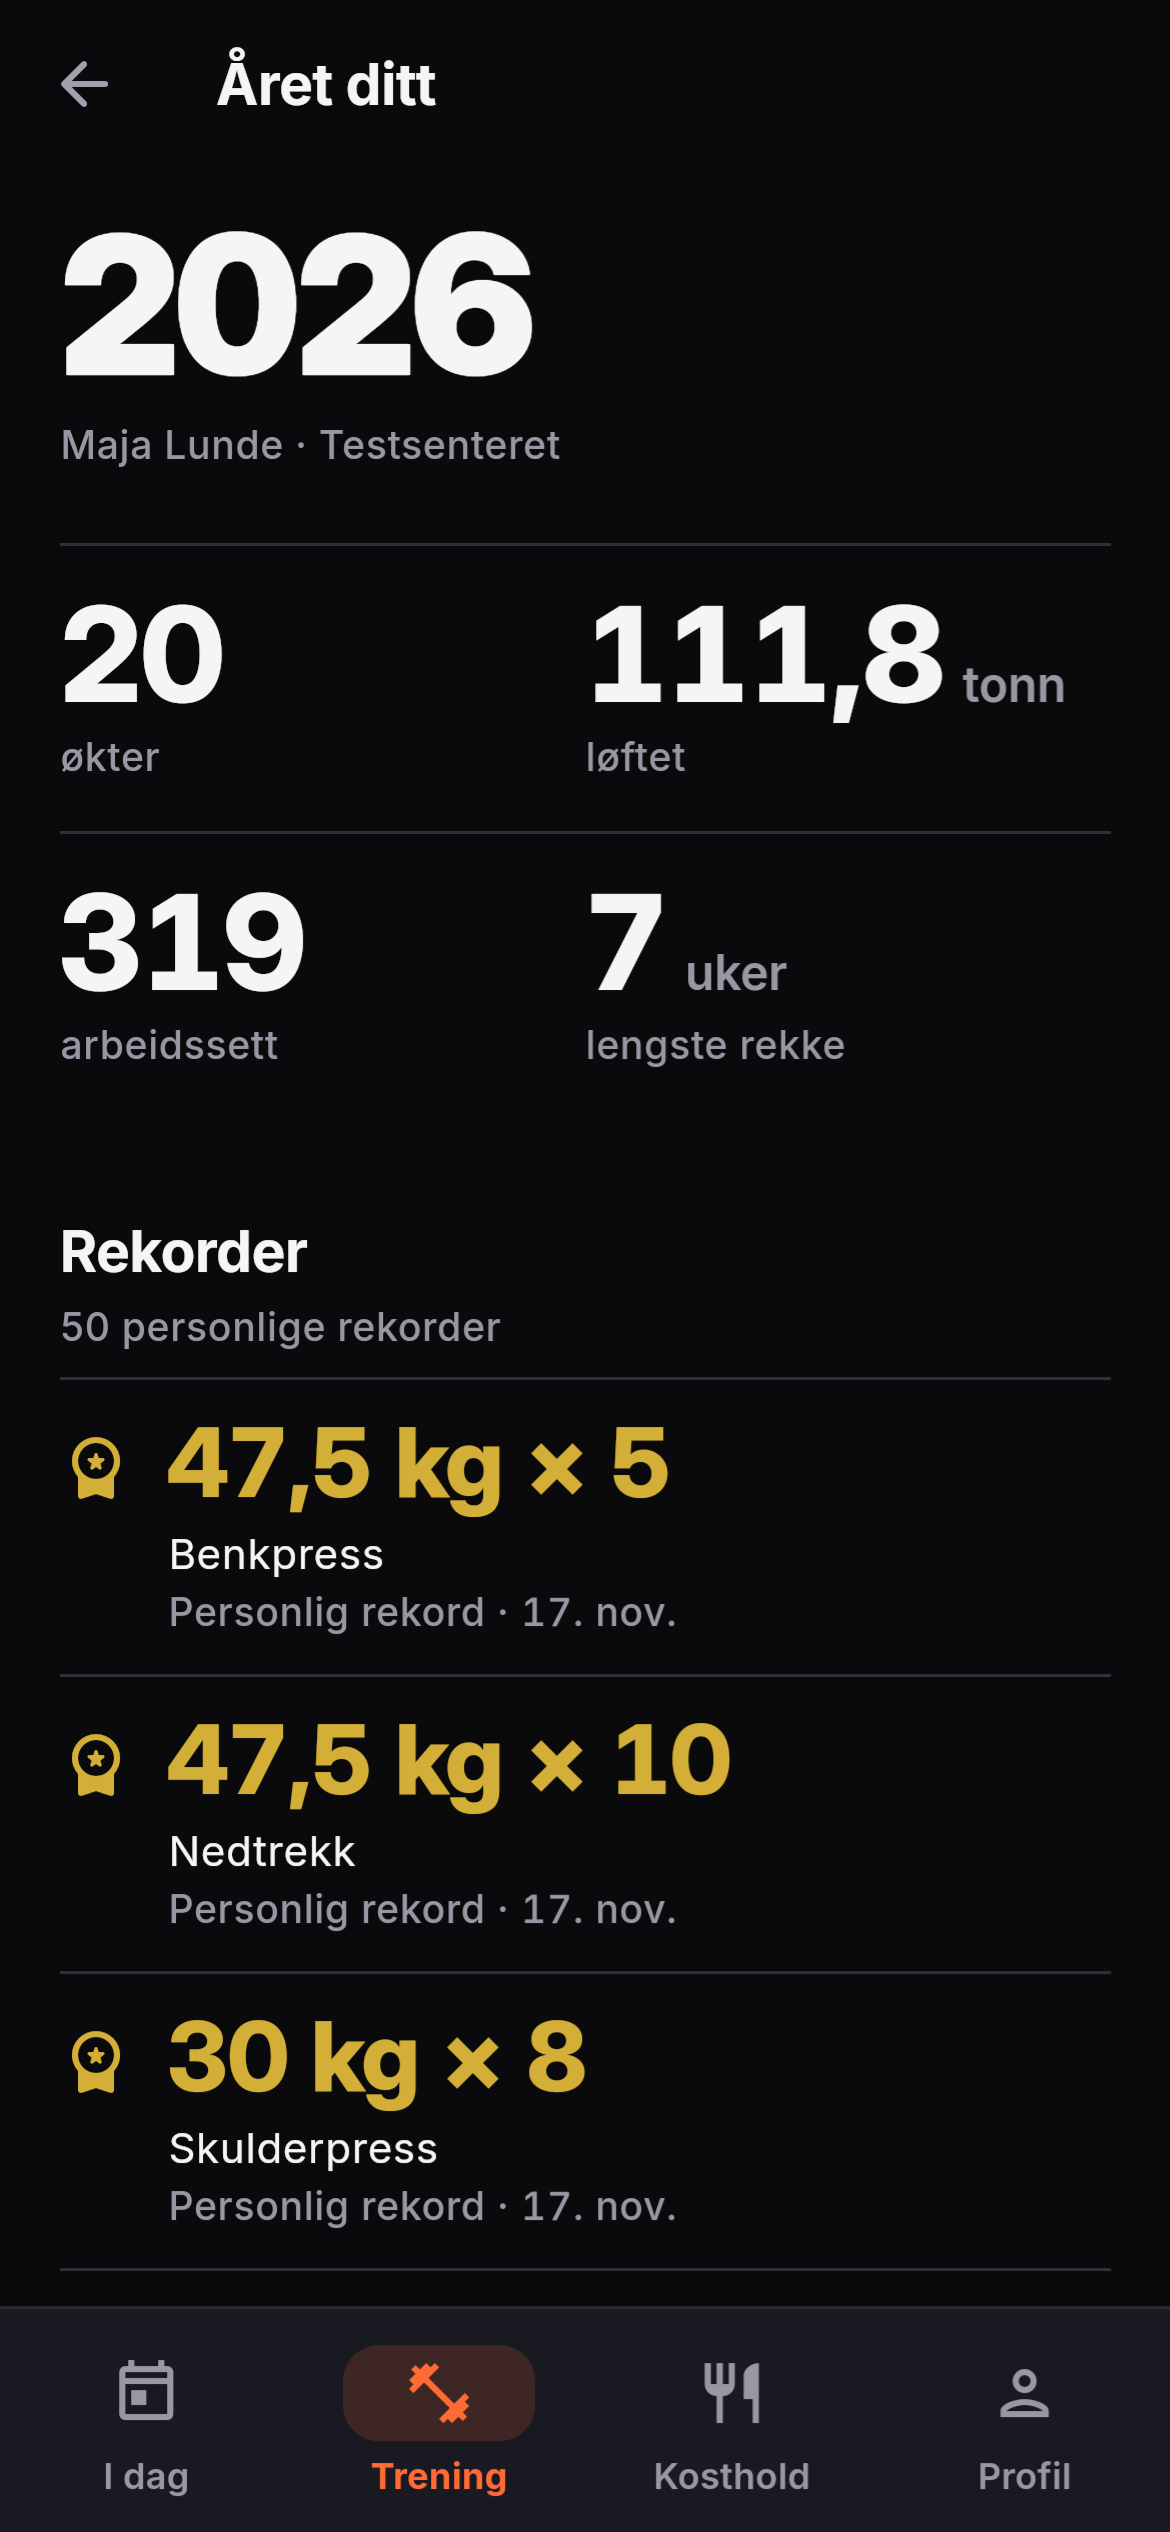 Året ditt
2026
Maja Lunde · Testsenteret
20
økter
111,8 tonn
løftet
319
arbeidssett
7 uker
lengste rekke
Rekorder
50 personlige rekorder
47,5 kg × 5
Benkpress
Personlig rekord · 17. nov.
47,5 kg × 10
Nedtrekk
Personlig rekord · 17. nov.
30 kg × 8
Skulderpress
Personlig rekord · 17. nov.
I dag
Trening
Kosthold
Profil